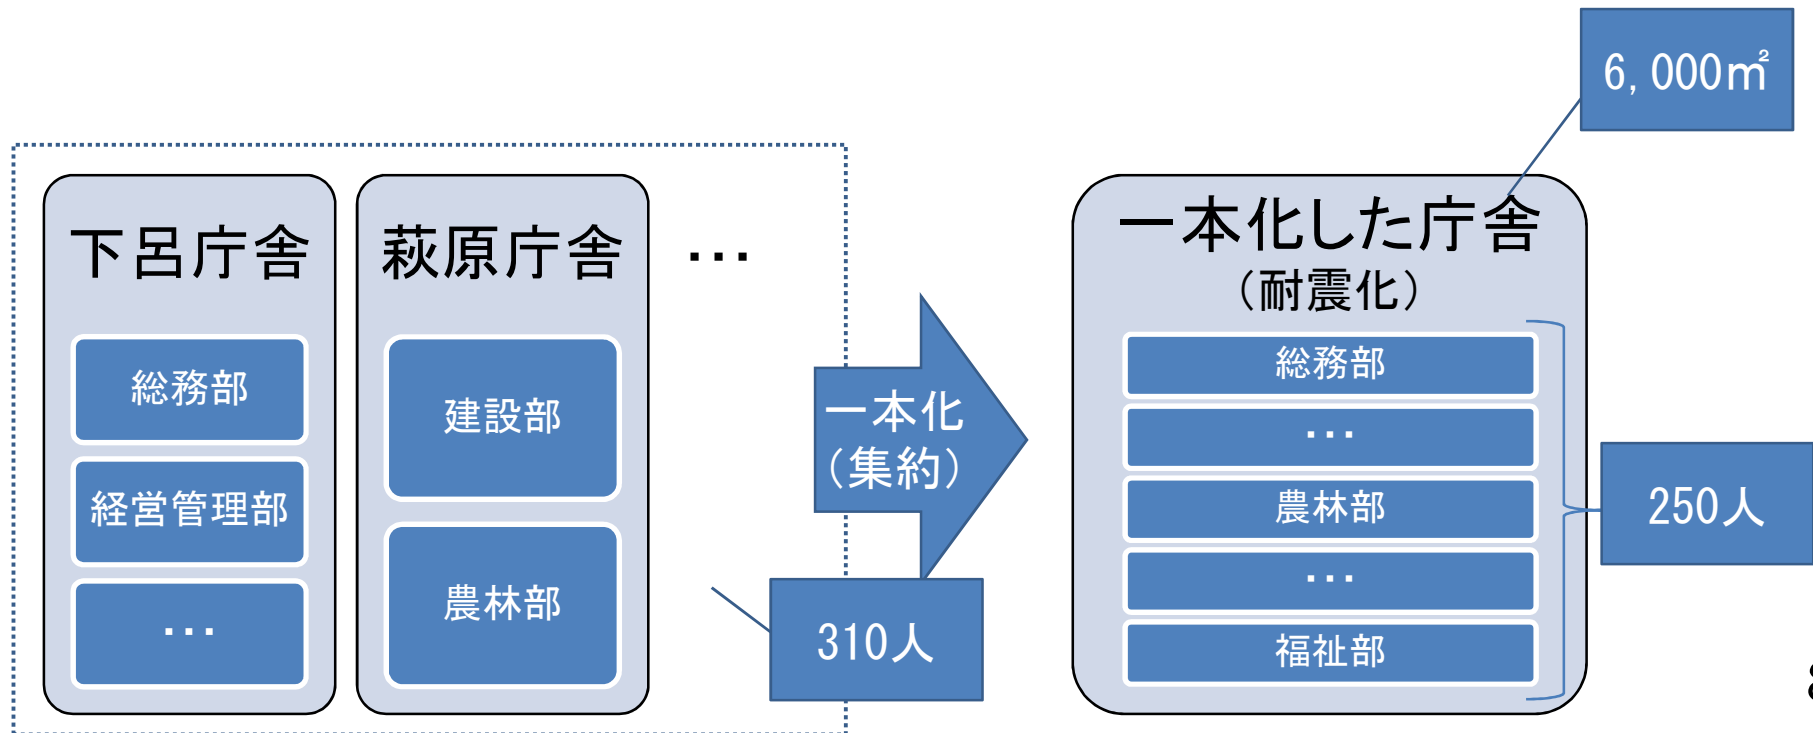 6,000㎡
下呂庁舎
総務部
経営管理部
・・・
萩原庁舎
建設部
農林部
・・・
310人
一本化
(集約)
一本化した庁舎
(耐震化)
総務部
・・・
農林部
・・・
福祉部
250人